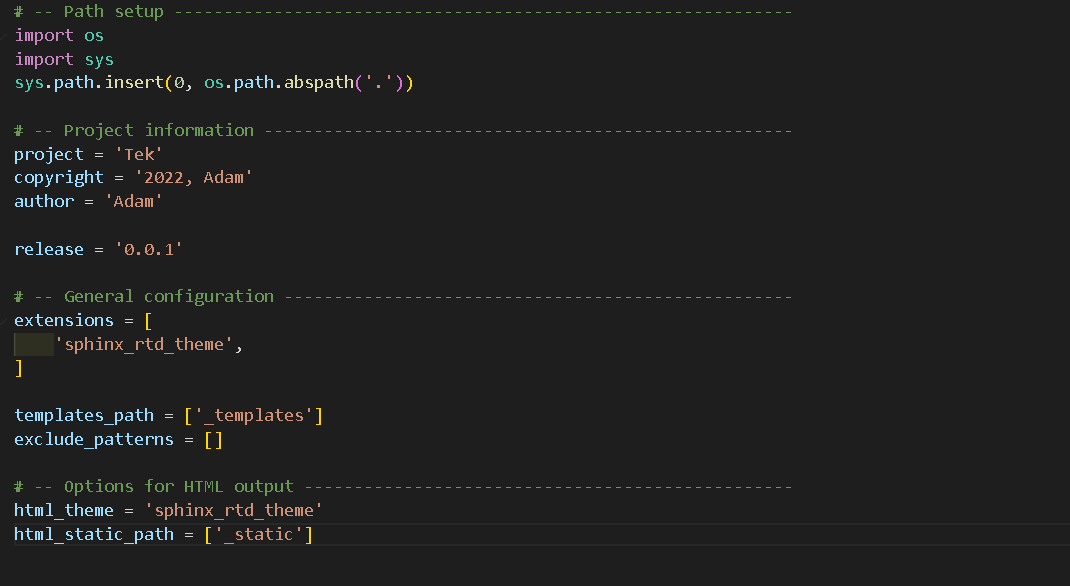 # -- Path setup --------------------------------------------------------------
import os
import sys
sys.path.insert(0, os.path.abspath('.'))
# -- Project information -----------------------------------------------------
project = 'Tek'
copyright = '2022, Adam'
author = 'Adam'
release = '0.0.1'
# -- General configuration ---------------------------------------------------
extensions = [
    'sphinx_rtd_theme',
]
templates_path = ['_templates']
exclude_patterns = []
# -- Options for HTML output -------------------------------------------------
html_theme = 'sphinx_rtd_theme'
html_static_path = ['_static']